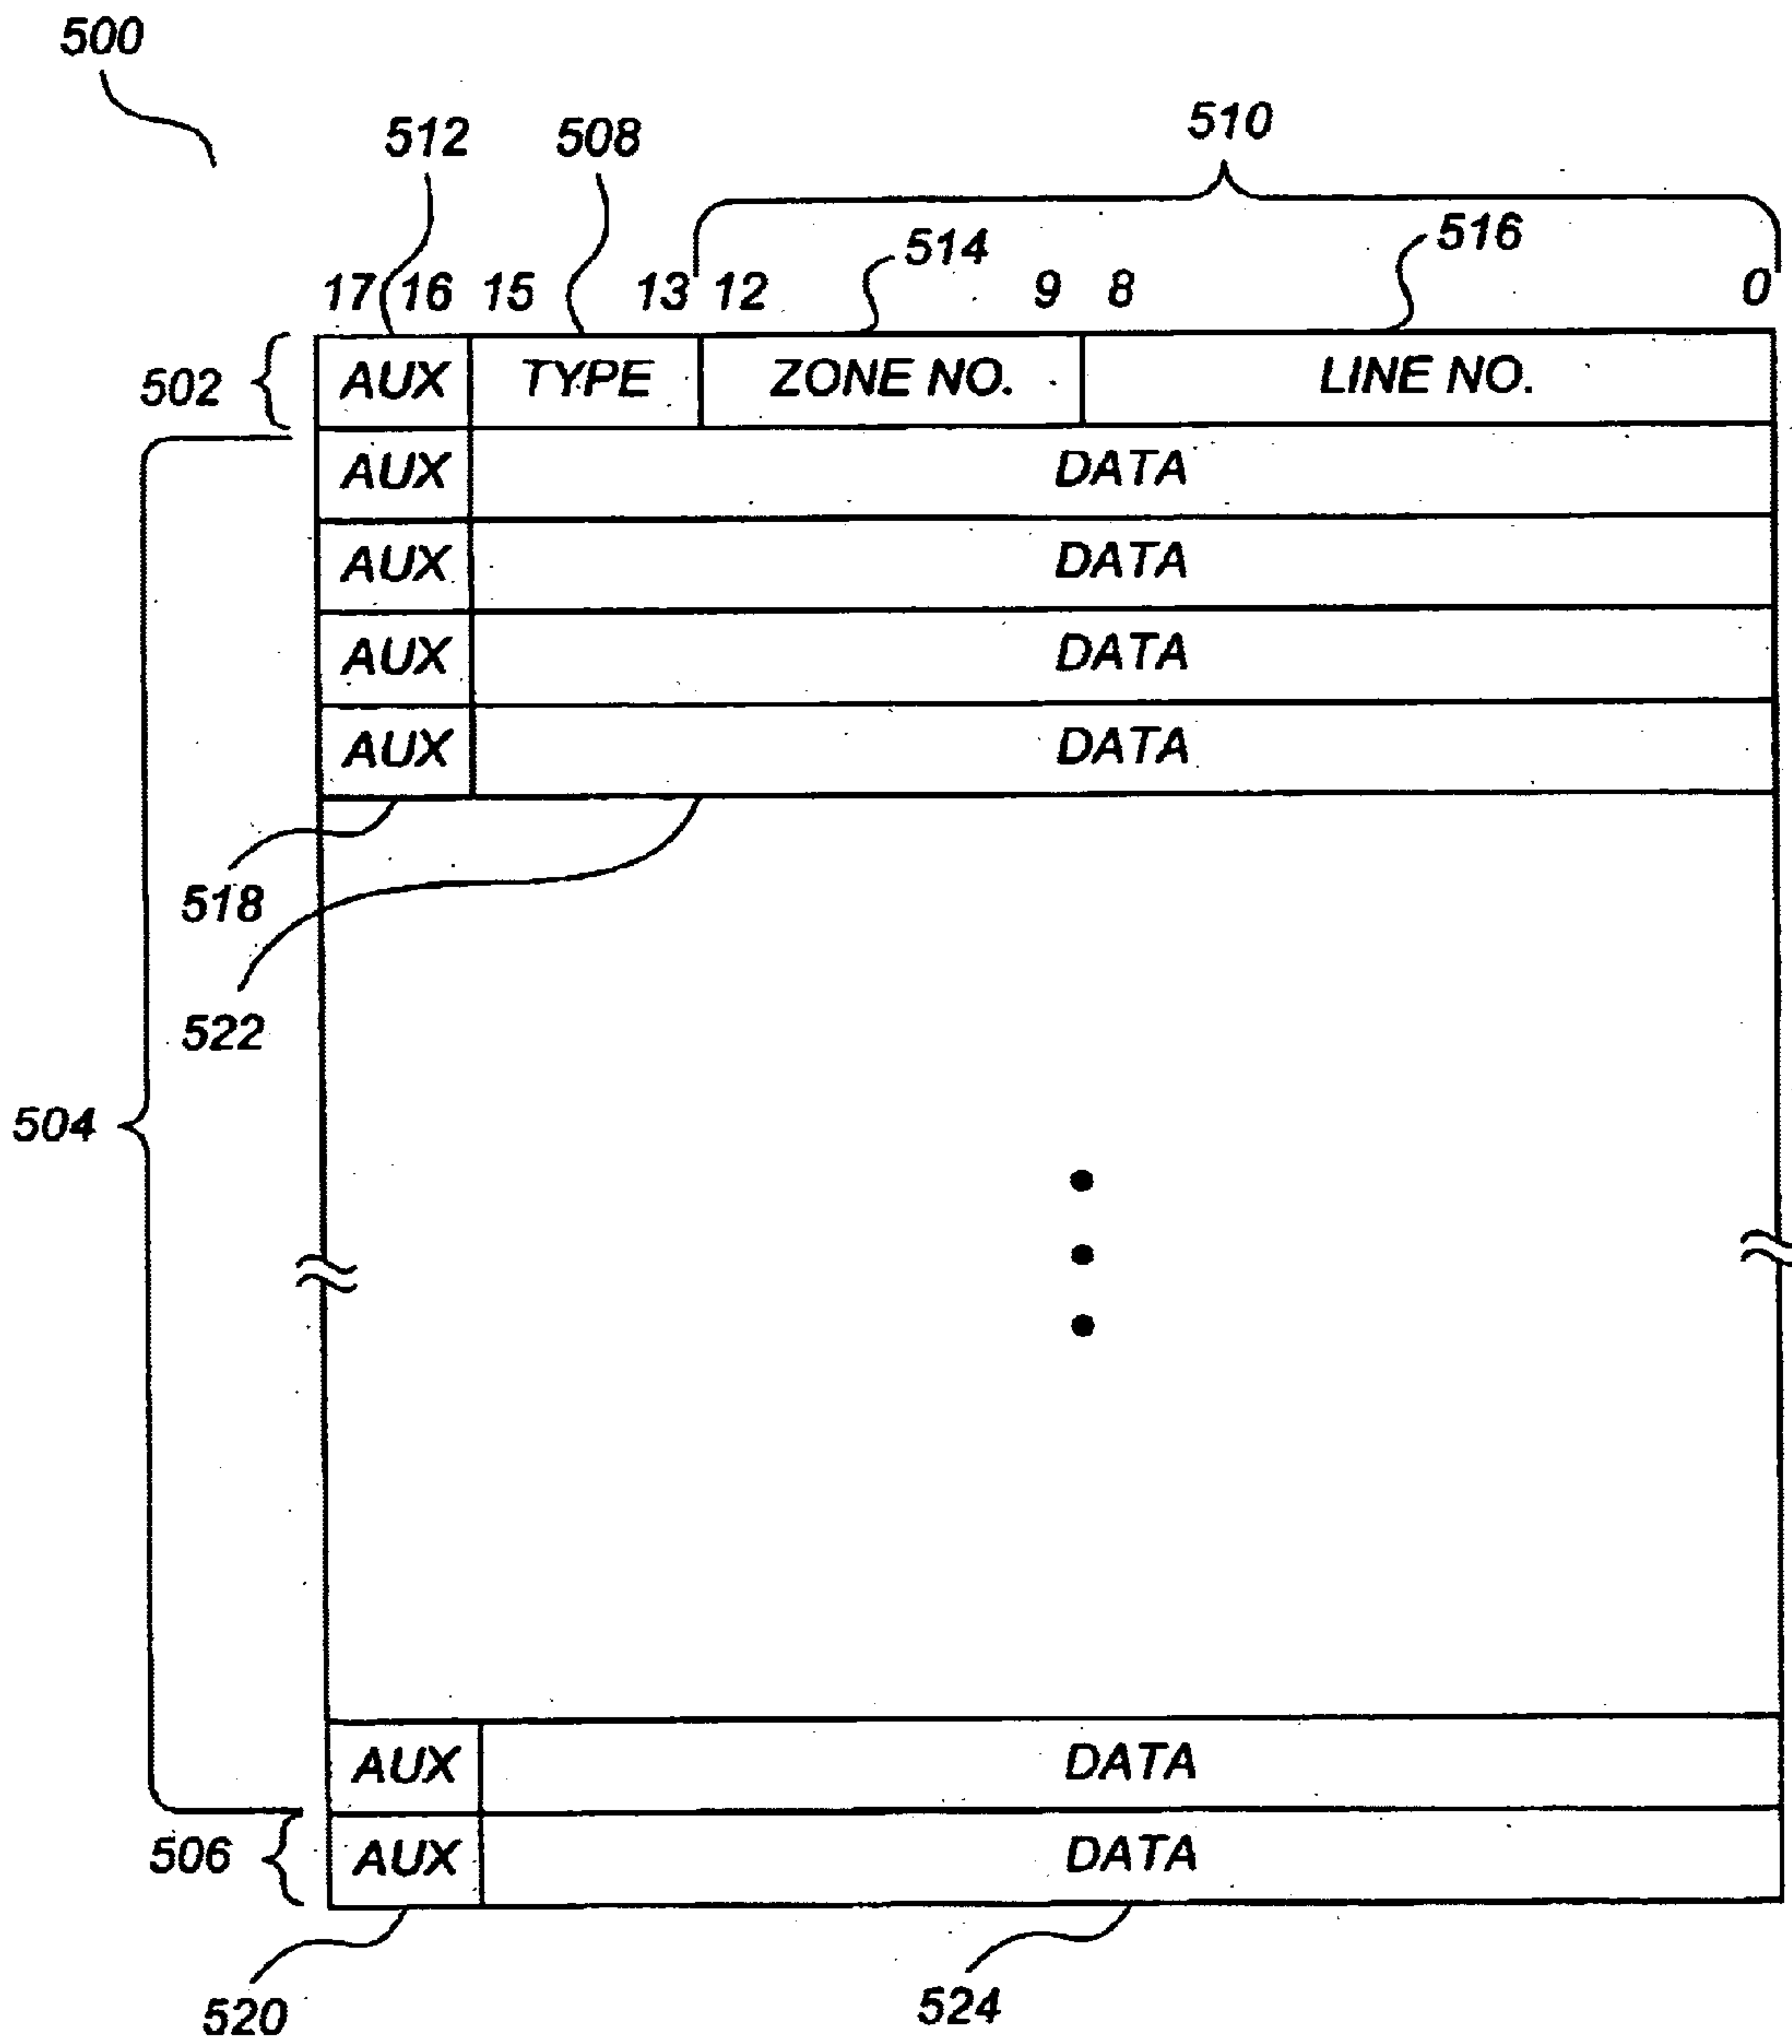 500
512 508 510
514 516
17 16 15 13 12 9 8 0
502 AUX TYPE ZONE NO. LINE NO.
AUX DATA
AUX DATA
AUX DATA
AUX DATA
518
522
504
AUX DATA
506 AUX DATA
520 524